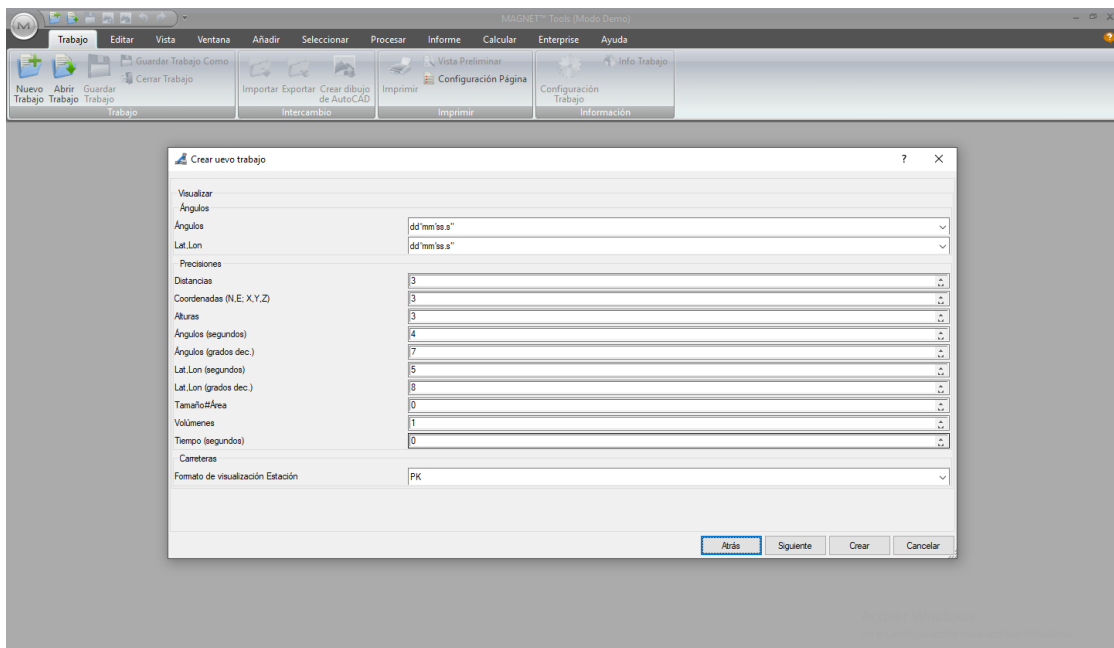 MAGNET™ Tools (Modo Demo)
Trabajo Editar Vista Ventana Añadir Seleccionar Procesar Informe Calcular Enterprise Ayuda
Nuevo Trabajo
Abrir Trabajo
Guardar Trabajo
Guardar Trabajo Como
Cerrar Trabajo
Trabajo
Importar
Exportar
Crear dibujo de AutoCAD
Intercambio
Imprimir
Vista Preliminar
Configuración Página
Imprimir
Configuración Trabajo
Info Trabajo
Información
Crear uevo trabajo
Visualizar
Ángulos
Ángulos dd°mm'ss.s"
Lat,Lon dd°mm'ss.s"
Precisiones
Distancias 3
Coordenadas (N,E; X,Y,Z) 3
Alturas 3
Ángulos (segundos) 4
Ángulos (grados dec.) 7
Lat,Lon (segundos) 5
Lat,Lon (grados dec.) 8
Tamaño#Área 0
Volúmenes 1
Tiempo (segundos) 0
Carreteras
Formato de visualización Estación PK
Atrás Siguiente Crear Cancelar